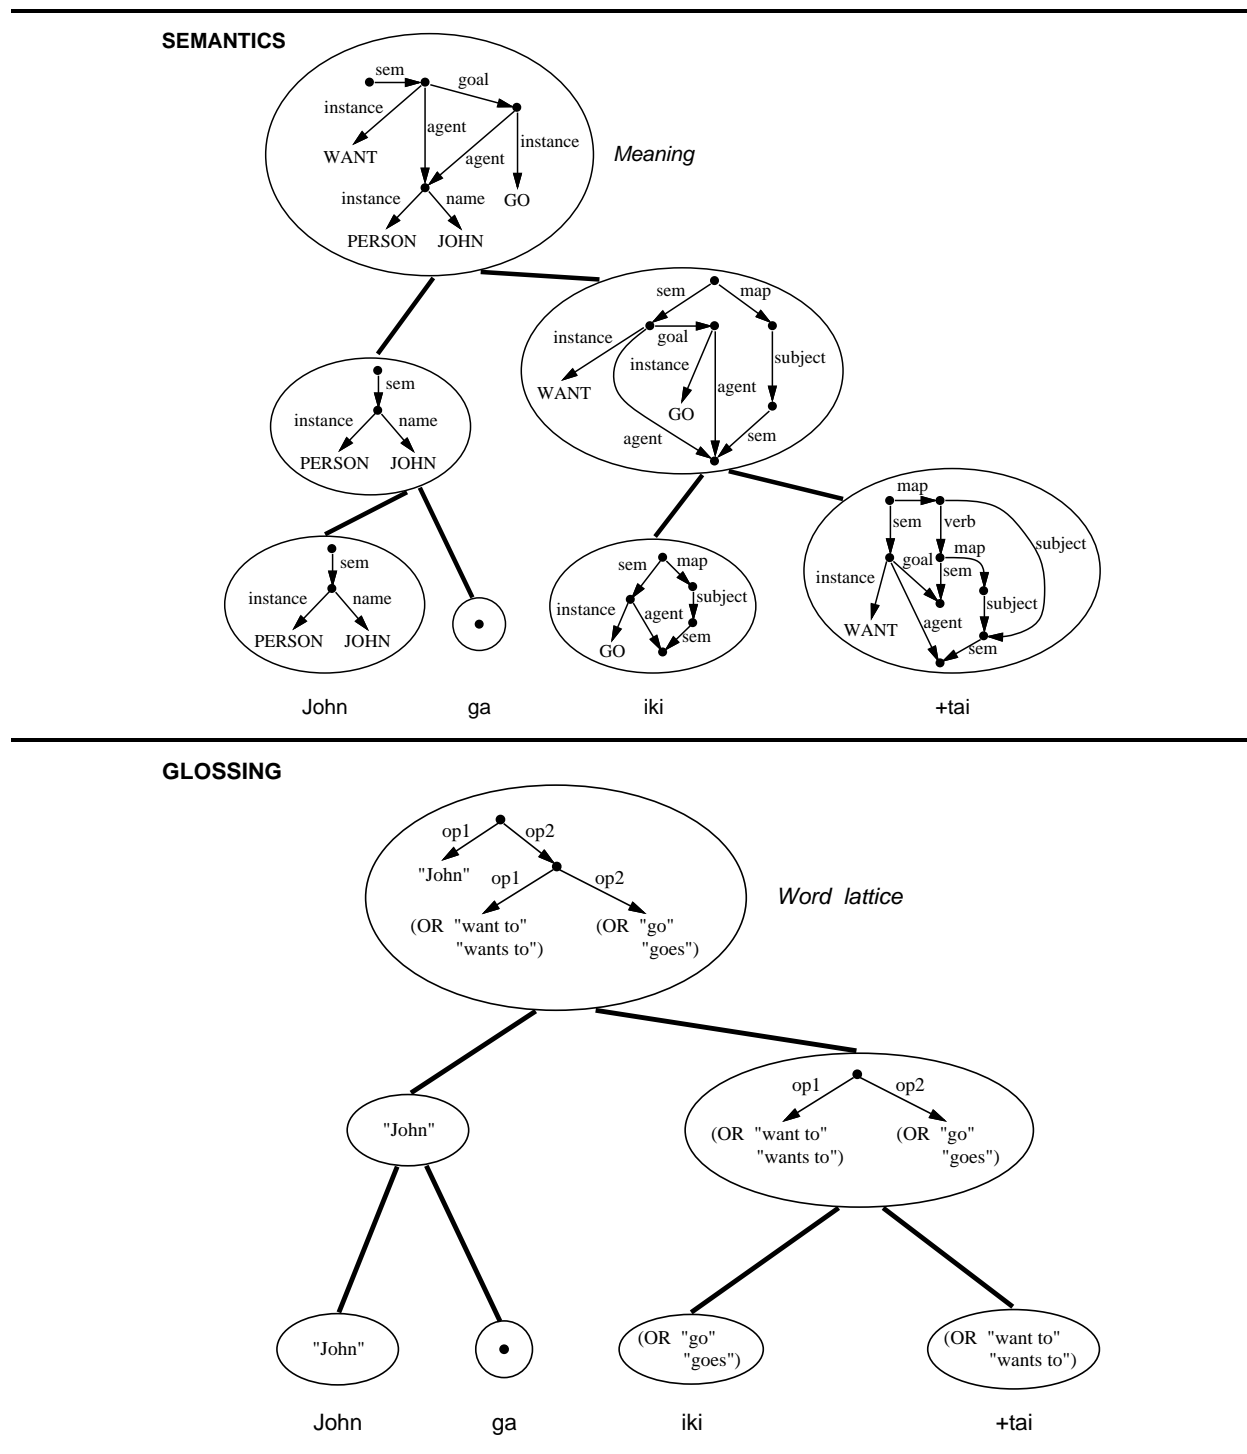 SEMANTICS
sem
goal
instance
agent
instance
WANT
agent
Meaning
instance
name
GO
PERSON JOHN
sem
map
instance
goal
subject
instance
WANT
agent
GO
agent
sem
sem
instance
name
PERSON JOHN
map
sem
verb
subject
goal
map
sem
instance
subject
WANT
agent
sem
sem
instance
name
PERSON JOHN
sem
map
instance
agent
subject
GO
sem
John ga iki +tai
GLOSSING
op1 op2
"John"
op1 op2
(OR "want to" (OR "go"
"wants to") "goes")
Word lattice
"John"
op1 op2
(OR "want to" (OR "go"
"wants to") "goes")
"John"
(OR "go" (OR "want to"
"goes") "wants to")
John ga iki +tai